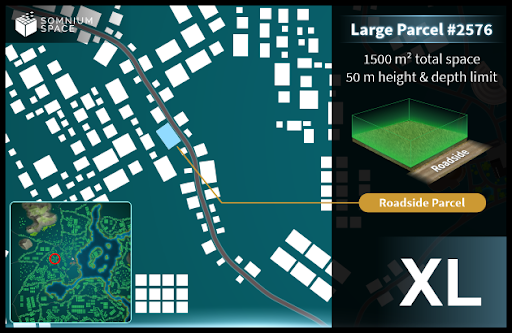 SOMNIUM
SPACE
Large Parcel #2576
1500 m² total space
50 m height & depth limit
Roadside
Roadside Parcel
XL